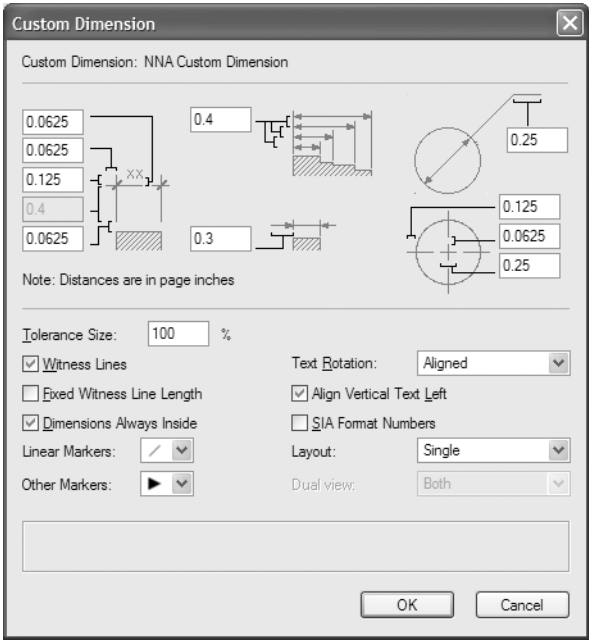 Custom Dimension
Custom Dimension: NNA Custom Dimension
0.0625
0.0625
0.125
0.4
0.0625
XX
0.4
0.3
0.25
0.125
0.0625
0.25
Note: Distances are in page inches
Tolerance Size: 100 %
Witness Lines
Fixed Witness Line Length
Dimensions Always Inside
Linear Markers:
Other Markers:
Text Rotation: Aligned
Align Vertical Text Left
SIA Format Numbers
Layout: Single
Dual view: Both
OK Cancel